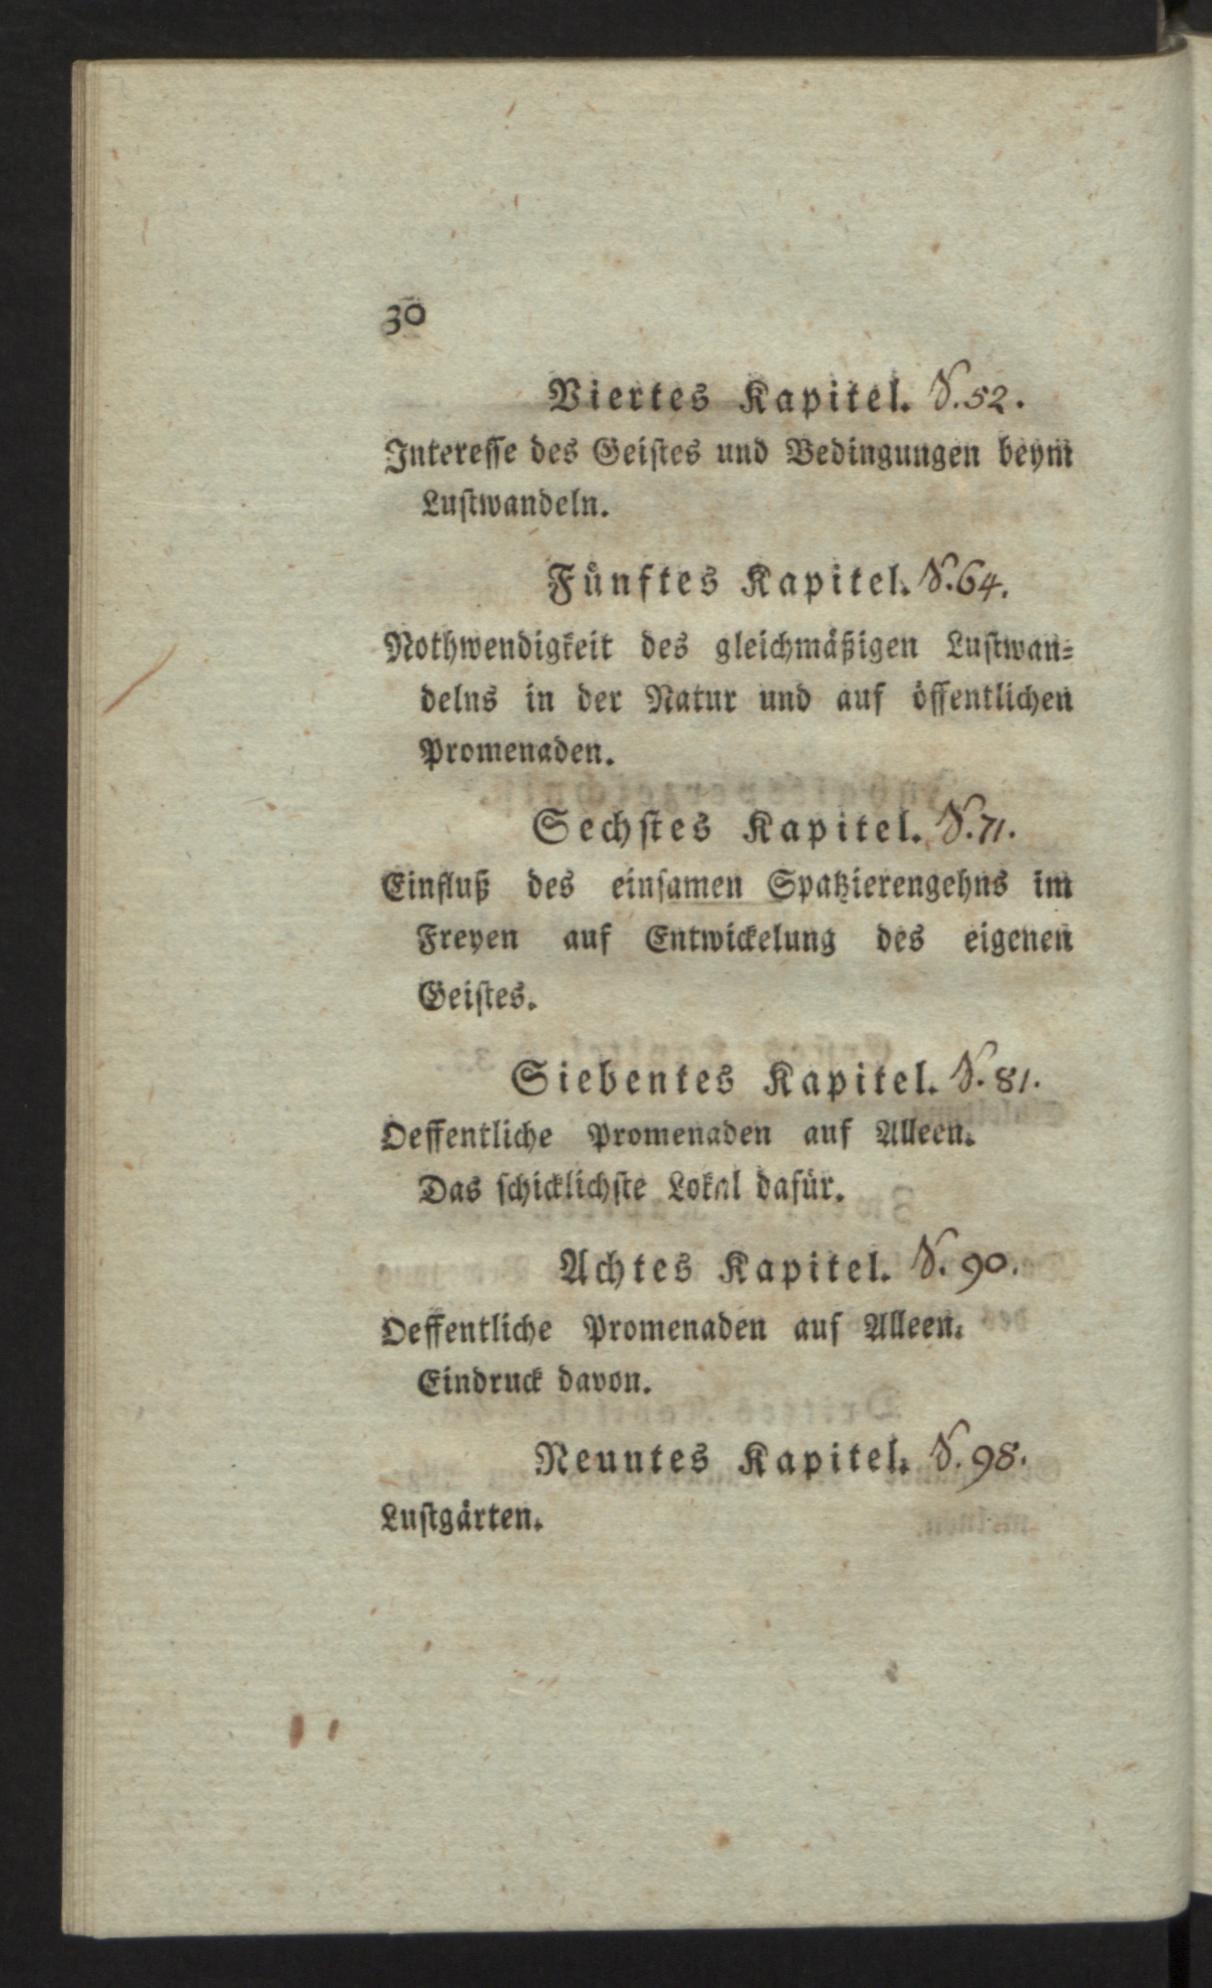 30
Viertes Kapitel. S. 52.
Interesse des Geistes und Bedingungen beym
Lustwandeln.
Fünftes Kapitel. S. 64.
Nothwendigkeit des gleichmäßigen Lustwan=
delns in der Natur und auf öffentlichen
Promenaden.
Sechstes Kapitel. S. 71.
Einfluß des einsamen Spatzierengehns im
Freyen auf Entwickelung des eigenen
Geistes.
Siebentes Kapitel. S. 81.
Oeffentliche Promenaden auf Alleen.
Das schicklichste Lokal dafür.
Achtes Kapitel. S. 90.
Oeffentliche Promenaden auf Alleen.
Eindruck davon.
Neuntes Kapitel. S. 98.
Lustgärten.